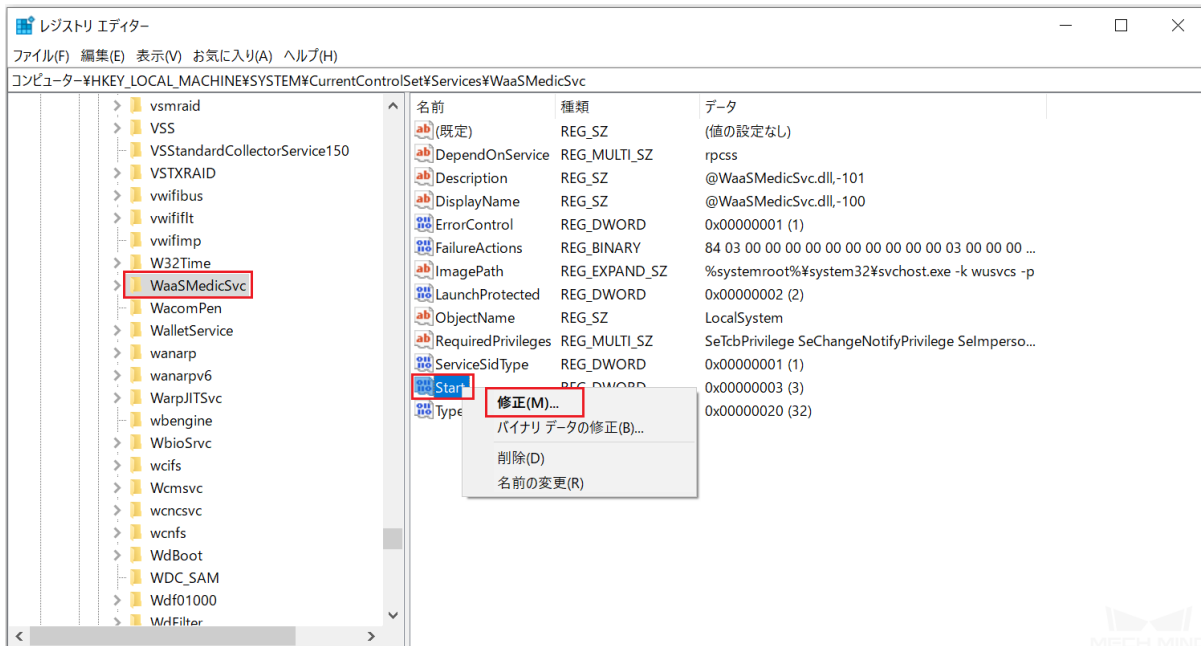 レジストリ エディター
ファイル(F) 編集(E) 表示(V) お気に入り(A) ヘルプ(H)
コンピューター¥HKEY_LOCAL_MACHINE¥SYSTEM¥CurrentControlSet¥Services¥WaaSMedicSvc
vsmraid
VSS
VSStandardCollectorService150
VSTXRAID
vwifibus
vwififlt
vwifimp
W32Time
WaaSMedicSvc
WacomPen
WalletService
wanarp
wanarpv6
WarpJITSvc
wbengine
WbioSrvc
wcifs
Wcmsvc
wcncsvc
wcnfs
WdBoot
WDC_SAM
Wdf01000
WdFilter
名前 種類 データ
(既定) REG_SZ (値の設定なし)
DependOnService REG_MULTI_SZ rpcss
Description REG_SZ @WaaSMedicSvc.dll,-101
DisplayName REG_SZ @WaaSMedicSvc.dll,-100
ErrorControl REG_DWORD 0x00000001 (1)
FailureActions REG_BINARY 84 03 00 00 00 00 00 00 00 00 00 00 03 00 00 00 ...
ImagePath REG_EXPAND_SZ %systemroot%¥system32¥svchost.exe -k wusvcs -p
LaunchProtected REG_DWORD 0x00000002 (2)
ObjectName REG_SZ LocalSystem
RequiredPrivileges REG_MULTI_SZ SeTcbPrivilege SeChangeNotifyPrivilege SeImperso...
ServiceSidType REG_DWORD 0x00000001 (1)
Start REG_DWORD 0x00000003 (3)
Type 0x00000020 (32)
修正(M)...
バイナリ データの修正(B)...
削除(D)
名前の変更(R)
MECH MIND